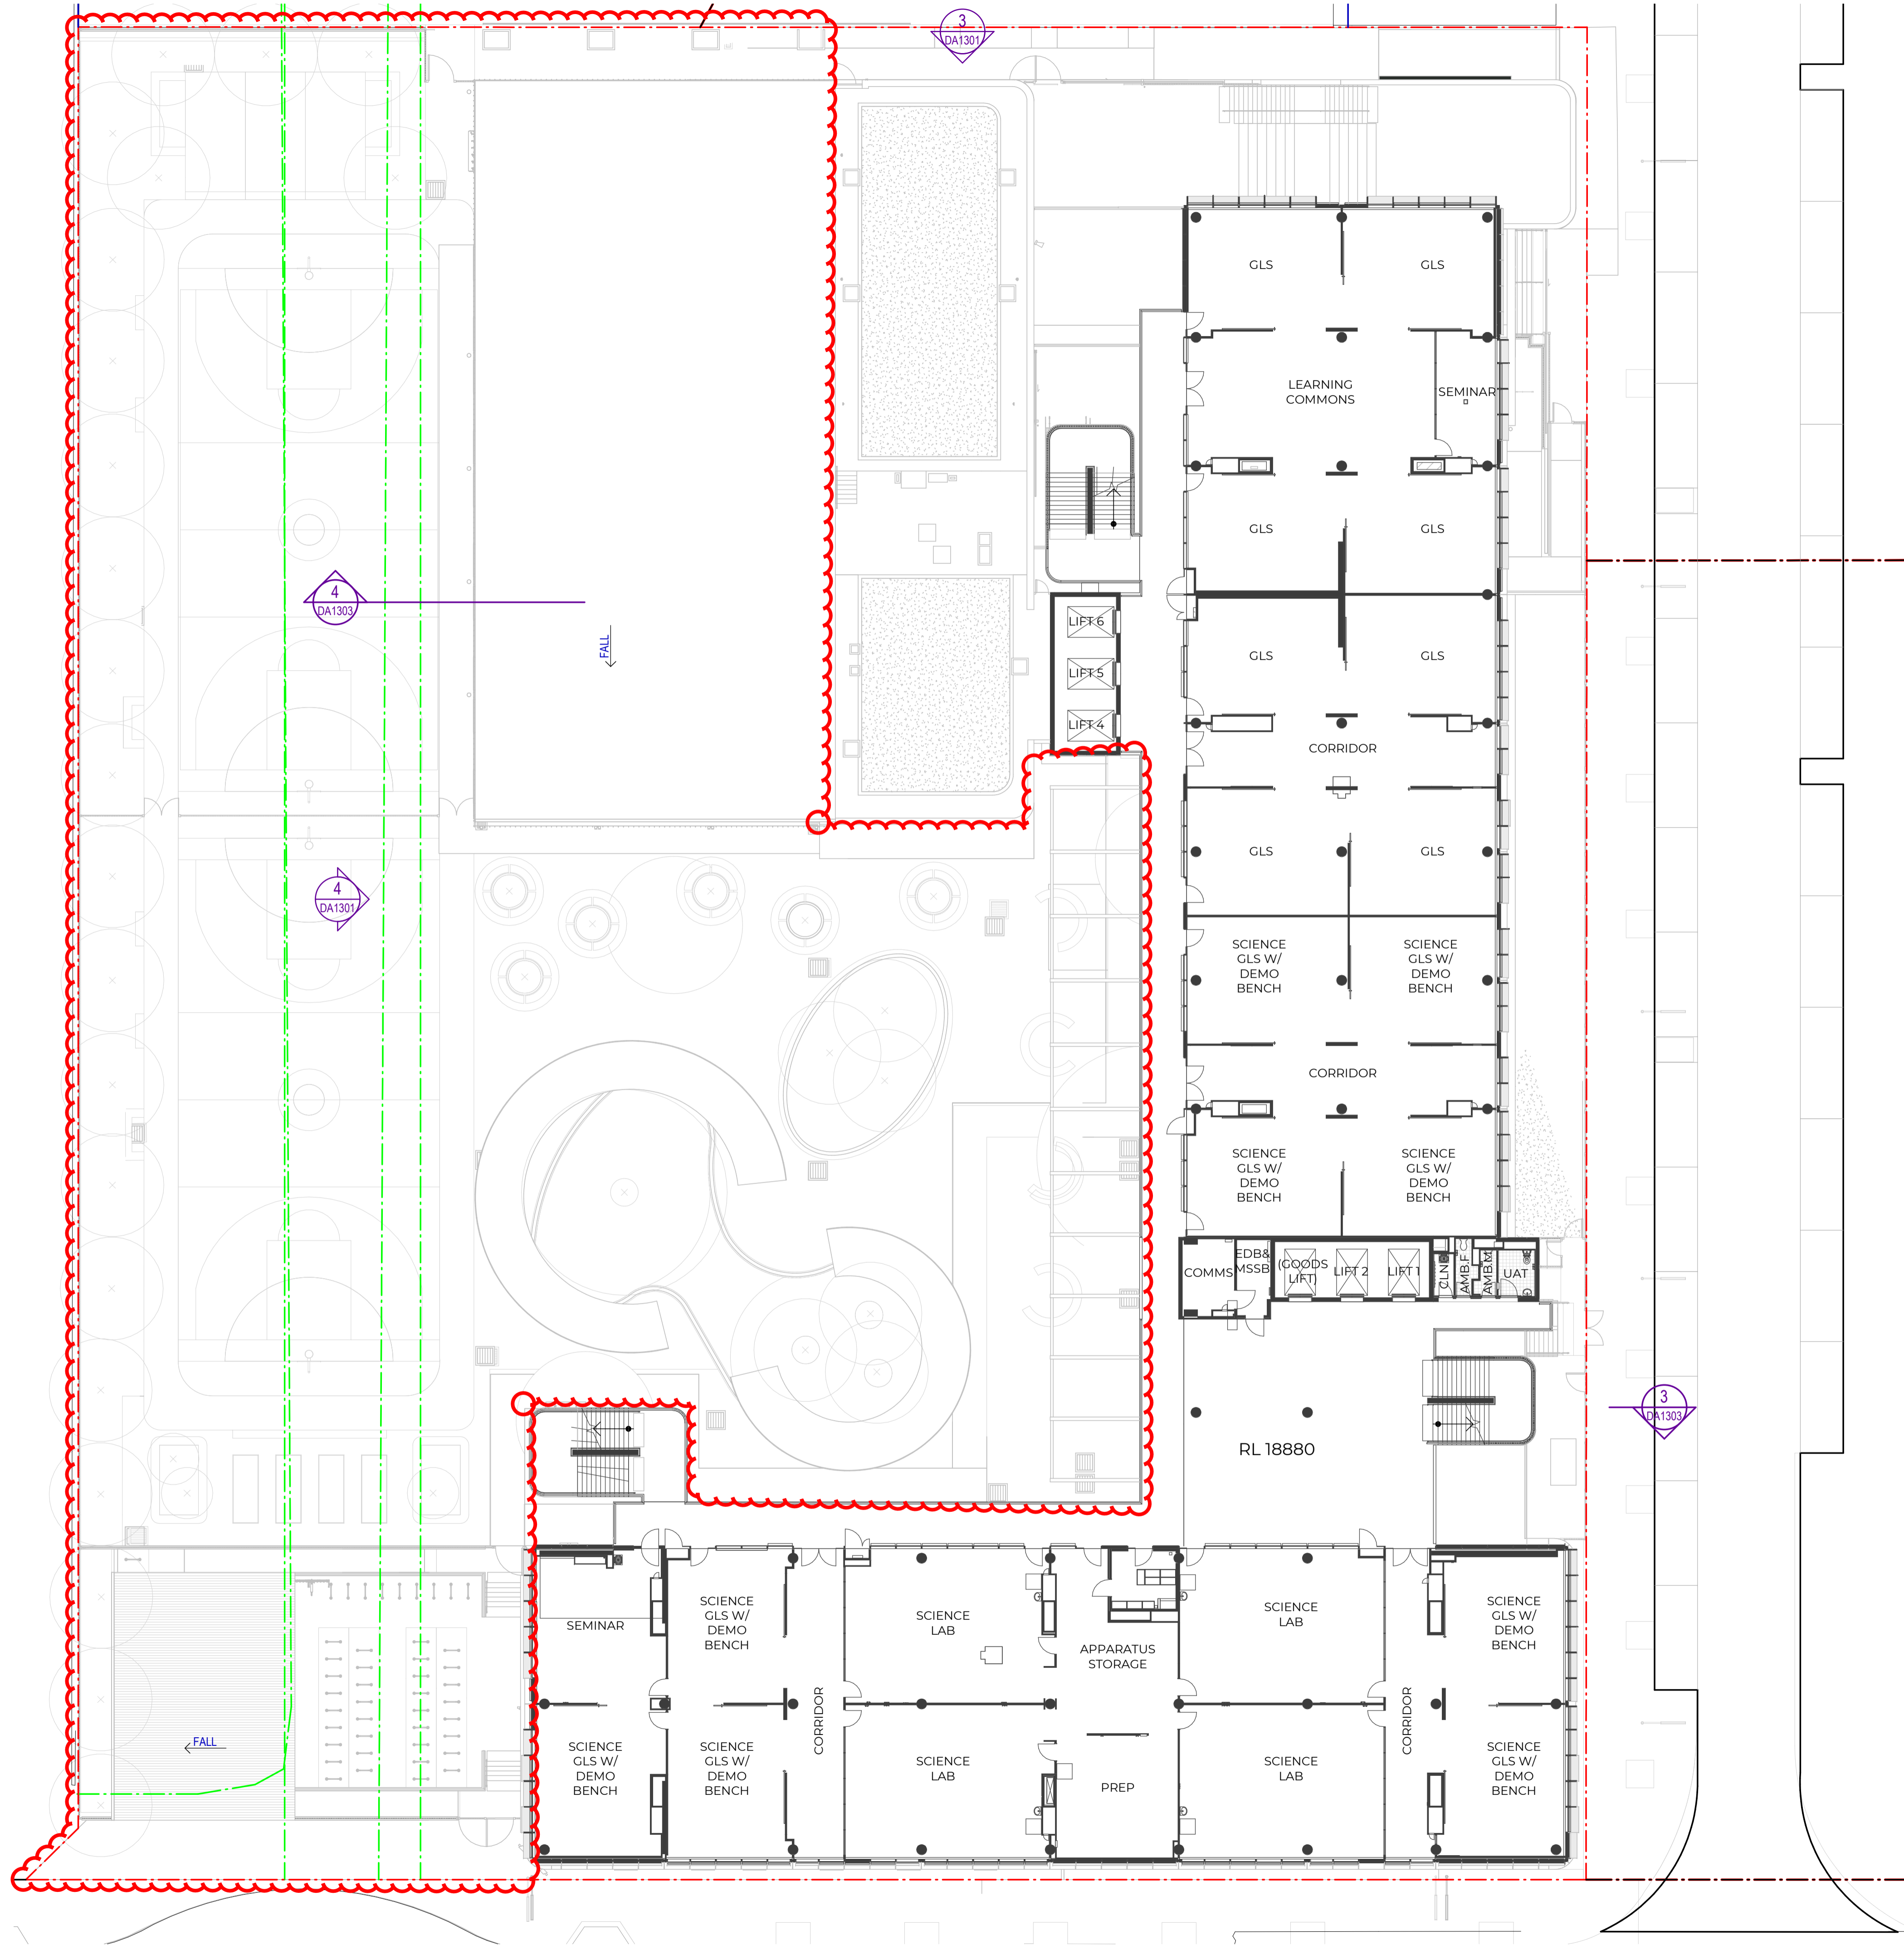 3
DA1301
GLS
GLS
LEARNING
COMMONS
SEMINAR
GLS
GLS
4
DA1303
FALL
LIFT 6
LIFT 5
LIFT 4
GLS
GLS
CORRIDOR
GLS
GLS
4
DA1301
SCIENCE
GLS W/
DEMO
BENCH
SCIENCE
GLS W/
DEMO
BENCH
CORRIDOR
SCIENCE
GLS W/
DEMO
BENCH
SCIENCE
GLS W/
DEMO
BENCH
COMMS
EDB&
MSSB
(GOODS
LIFT)
LIFT 2
LIFT 1
CLN
AMB.F
AMB.M
UAT
3
DA1303
RL 18880
SEMINAR
SCIENCE
GLS W/
DEMO
BENCH
SCIENCE
LAB
APPARATUS
STORAGE
SCIENCE
LAB
SCIENCE
GLS W/
DEMO
BENCH
FALL
SCIENCE
GLS W/
DEMO
BENCH
SCIENCE
GLS W/
DEMO
BENCH
CORRIDOR
SCIENCE
LAB
PREP
SCIENCE
LAB
CORRIDOR
SCIENCE
GLS W/
DEMO
BENCH